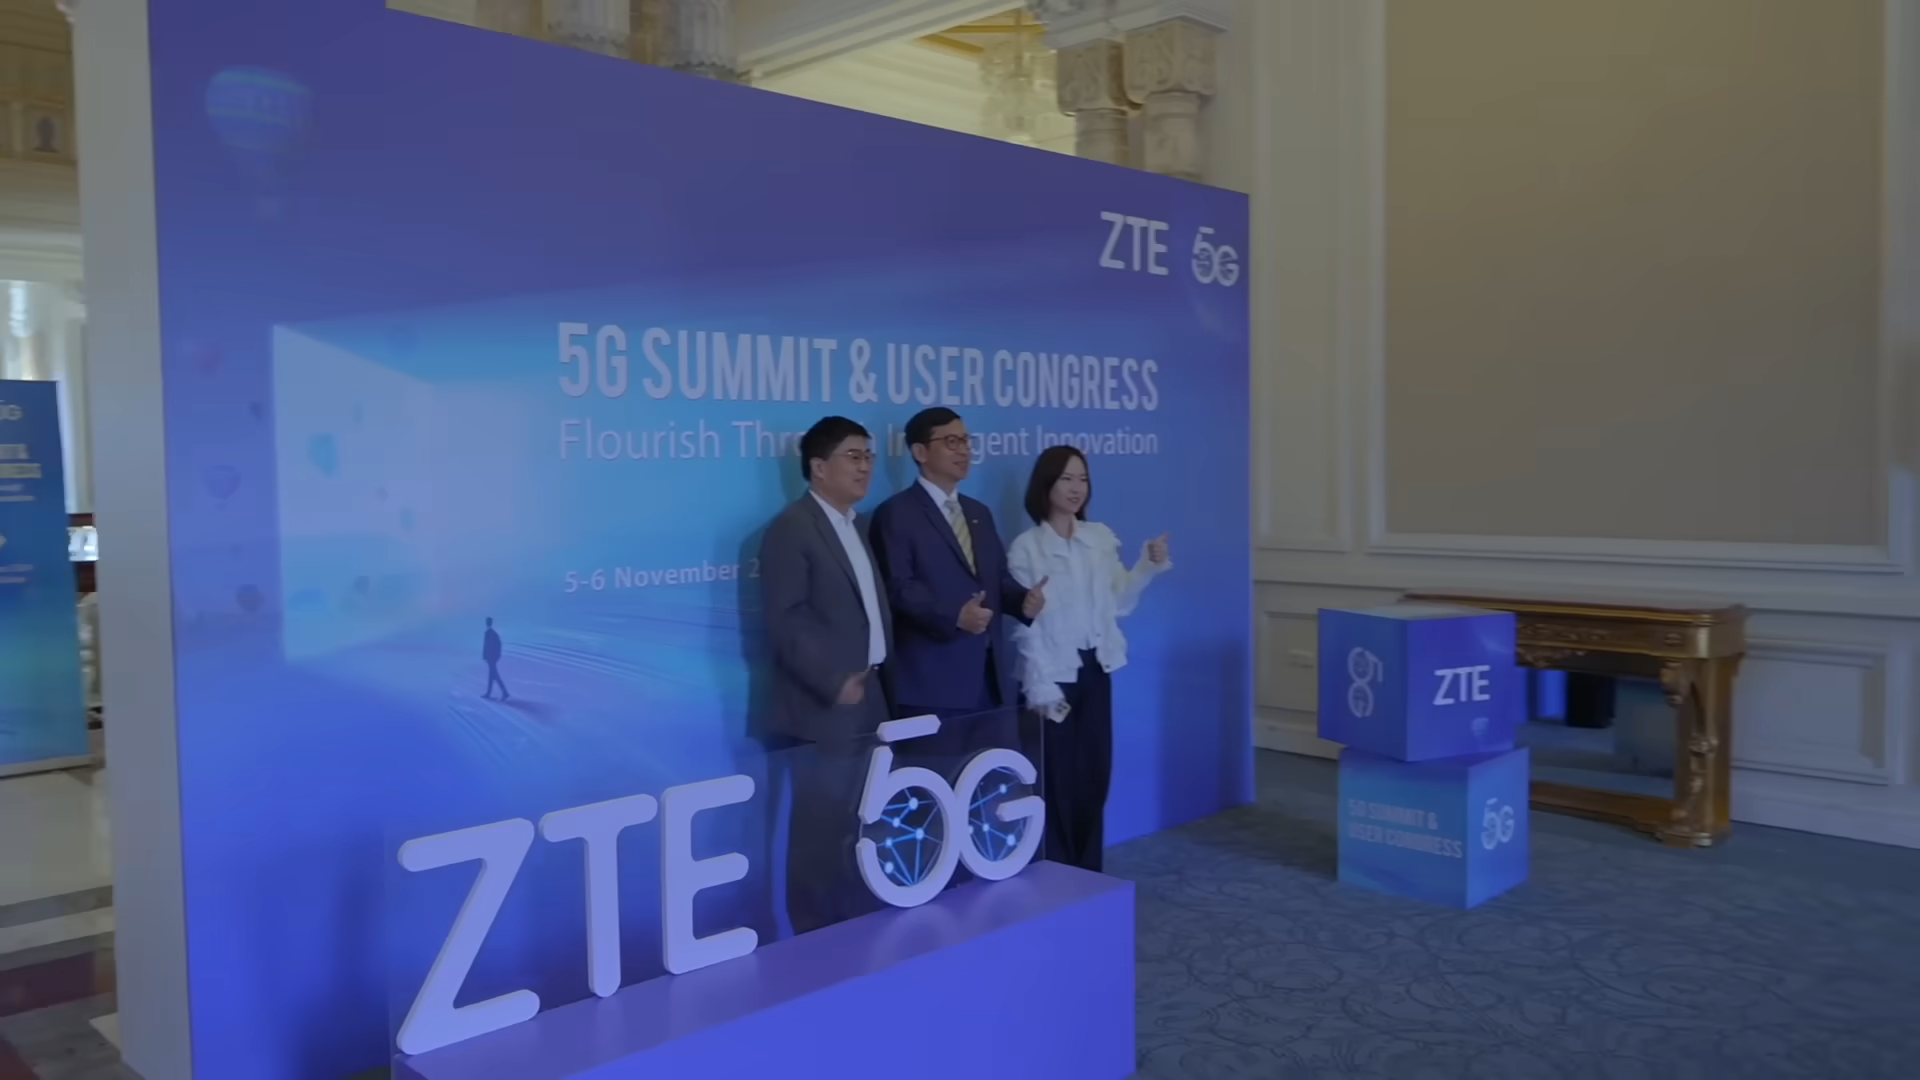 ZTE 5G
5G SUMMIT & USER CONGRESS
Flourish Innovation
5-6 November
ZTE 5G
5G
ZTE
5G SUMMIT &
USER CONGRESS
5G